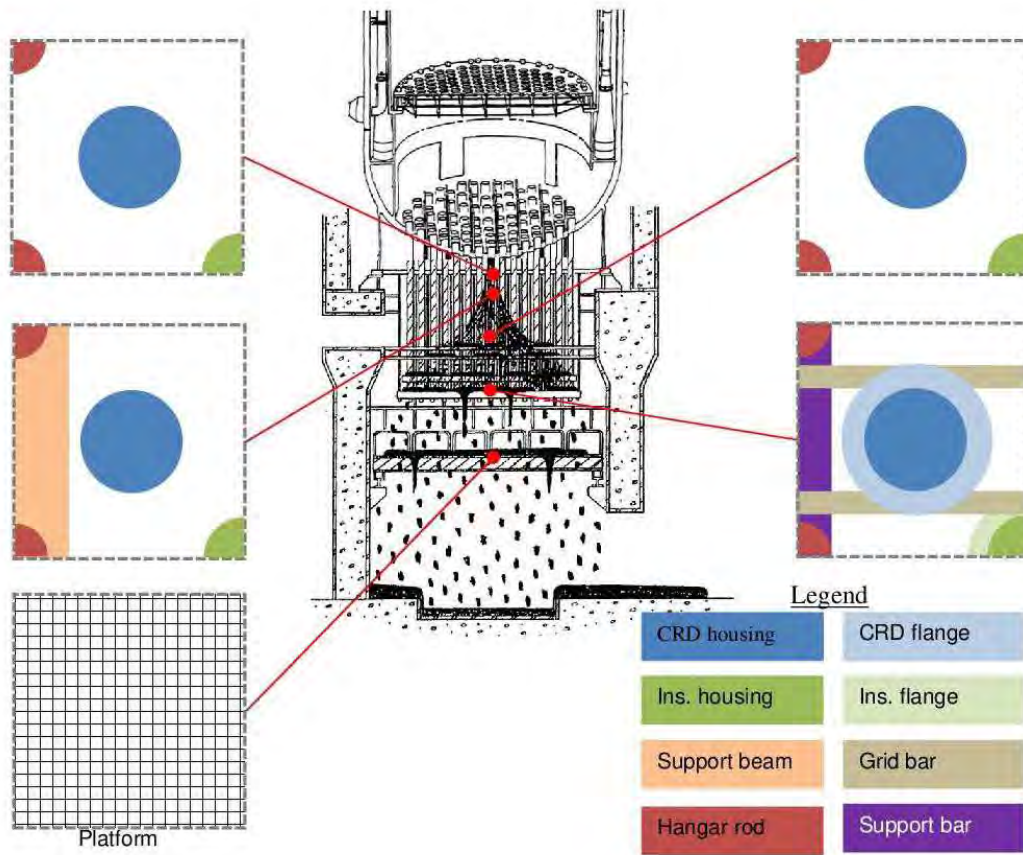 Legend
CRD housing
CRD flange
Ins. housing
Ins. flange
Support beam
Grid bar
Hangar rod
Support bar
Platform